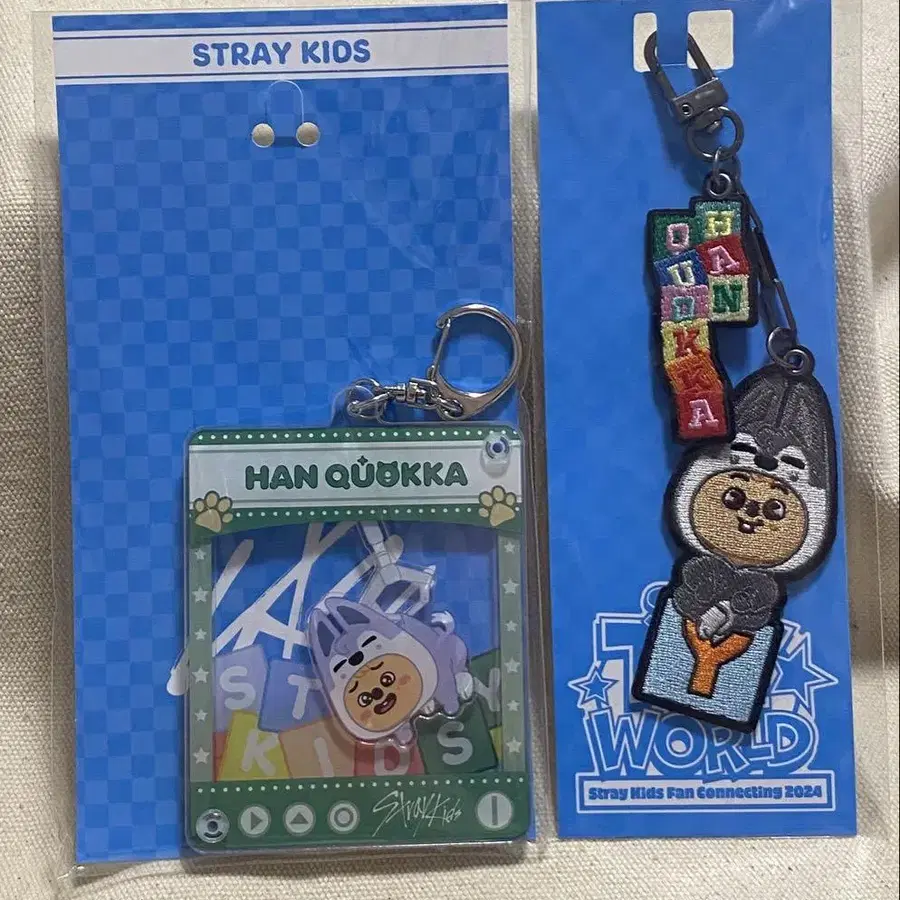 STRAY KIDS
HAN QUOKKA
STRAY
KIDS
Stray Kids
HAN
QUOKKA
Y
WORLD
Stray Kids Fan Connecting 2024